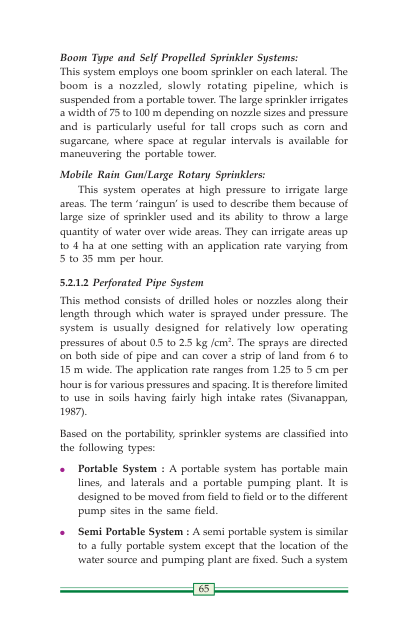 Boom Type and Self Propelled Sprinkler Systems:
This system employs one boom sprinkler on each lateral. The
boom is a nozzled, slowly rotating pipeline, which is
suspended from a portable tower. The large sprinkler irrigates
a width of 75 to 100 m depending on nozzle sizes and pressure
and is particularly useful for tall crops such as corn and
sugarcane, where space at regular intervals is available for
maneuvering the portable tower.
Mobile Rain Gun/Large Rotary Sprinklers:
This system operates at high pressure to irrigate large
areas. The term ‘raingun’ is used to describe them because of
large size of sprinkler used and its ability to throw a large
quantity of water over wide areas. They can irrigate areas up
to 4 ha at one setting with an application rate varying from
5 to 35 mm per hour.
5.2.1.2 Perforated Pipe System
This method consists of drilled holes or nozzles along their
length through which water is sprayed under pressure. The
system is usually designed for relatively low operating
pressures of about 0.5 to 2.5 kg /cm². The sprays are directed
on both side of pipe and can cover a strip of land from 6 to
15 m wide. The application rate ranges from 1.25 to 5 cm per
hour is for various pressures and spacing. It is therefore limited
to use in soils having fairly high intake rates (Sivanappan,
1987).
Based on the portability, sprinkler systems are classified into
the following types:
● Portable System : A portable system has portable main
lines, and laterals and a portable pumping plant. It is
designed to be moved from field to field or to the different
pump sites in the same field.
● Semi Portable System : A semi portable system is similar
to a fully portable system except that the location of the
water source and pumping plant are fixed. Such a system
65